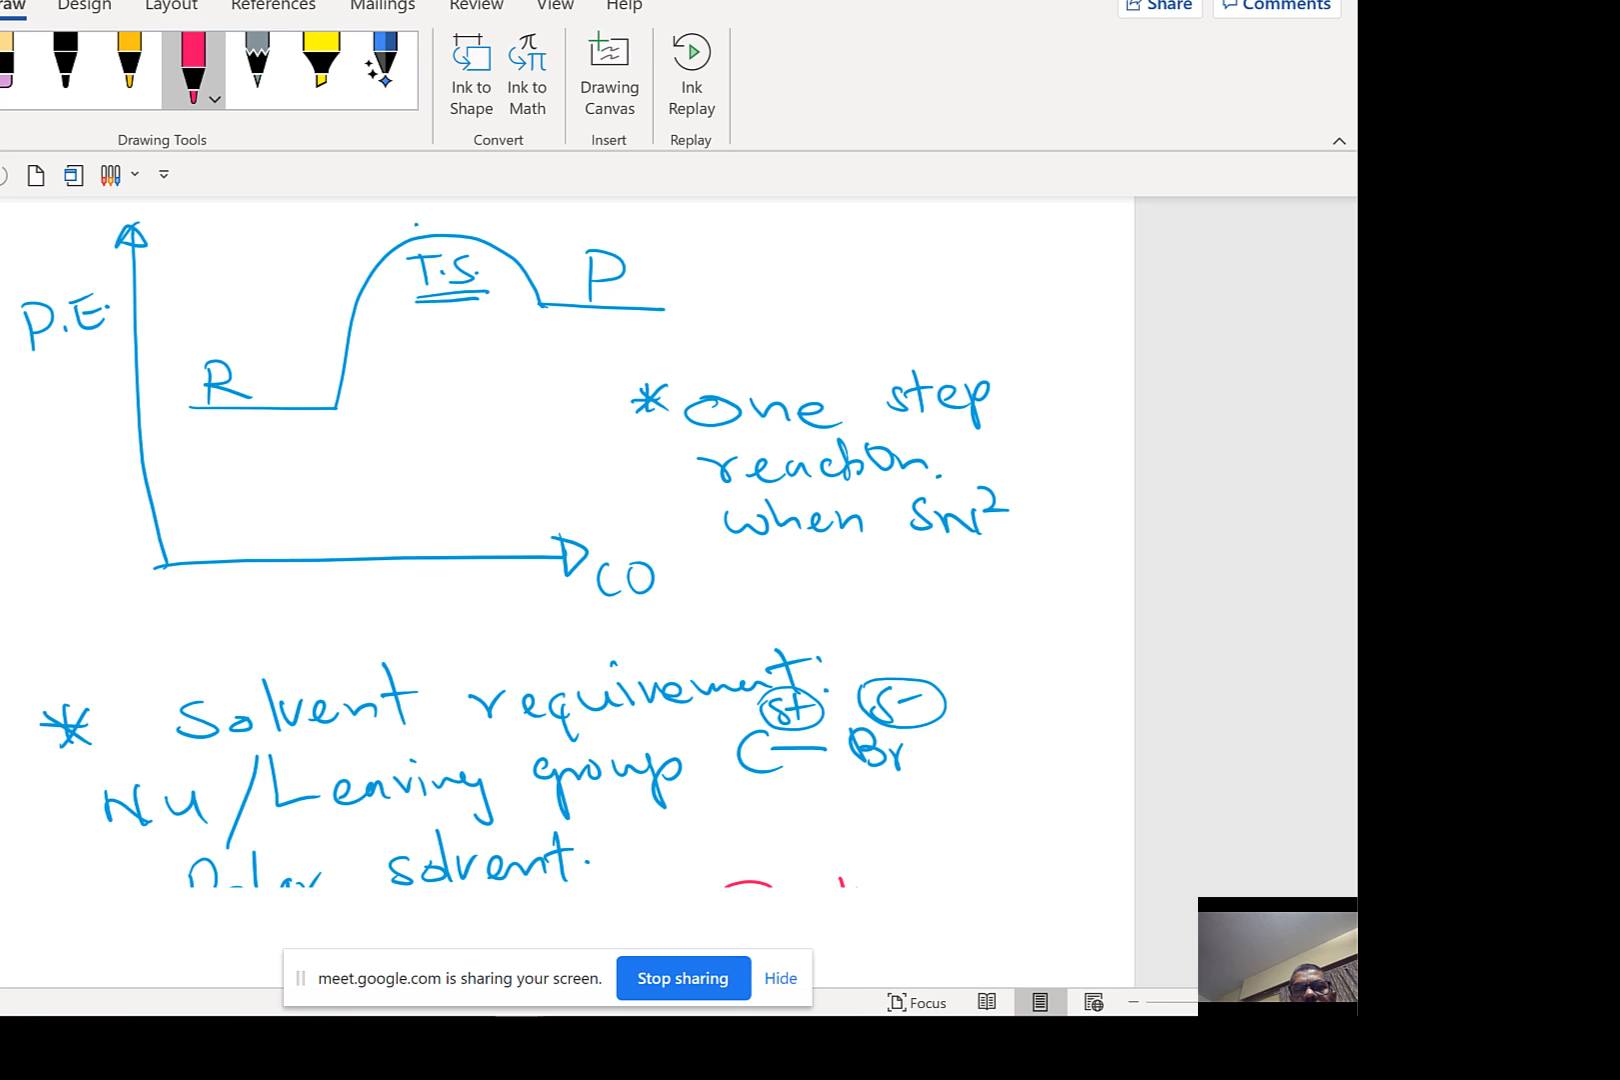 raw Design Layout References Mailings Review View Help Share Comments
Ink to Shape
Ink to Math
Drawing Canvas
Ink Replay
Drawing Tools Convert Insert Replay
P.E.
T.S.
P
R
* one step
reaction.
when SN²
CO
* Solvent requirement.
δ+ δ-
Nu/Leaving group C—Br
Polar solvent.
meet.google.com is sharing your screen. Stop sharing Hide
Focus